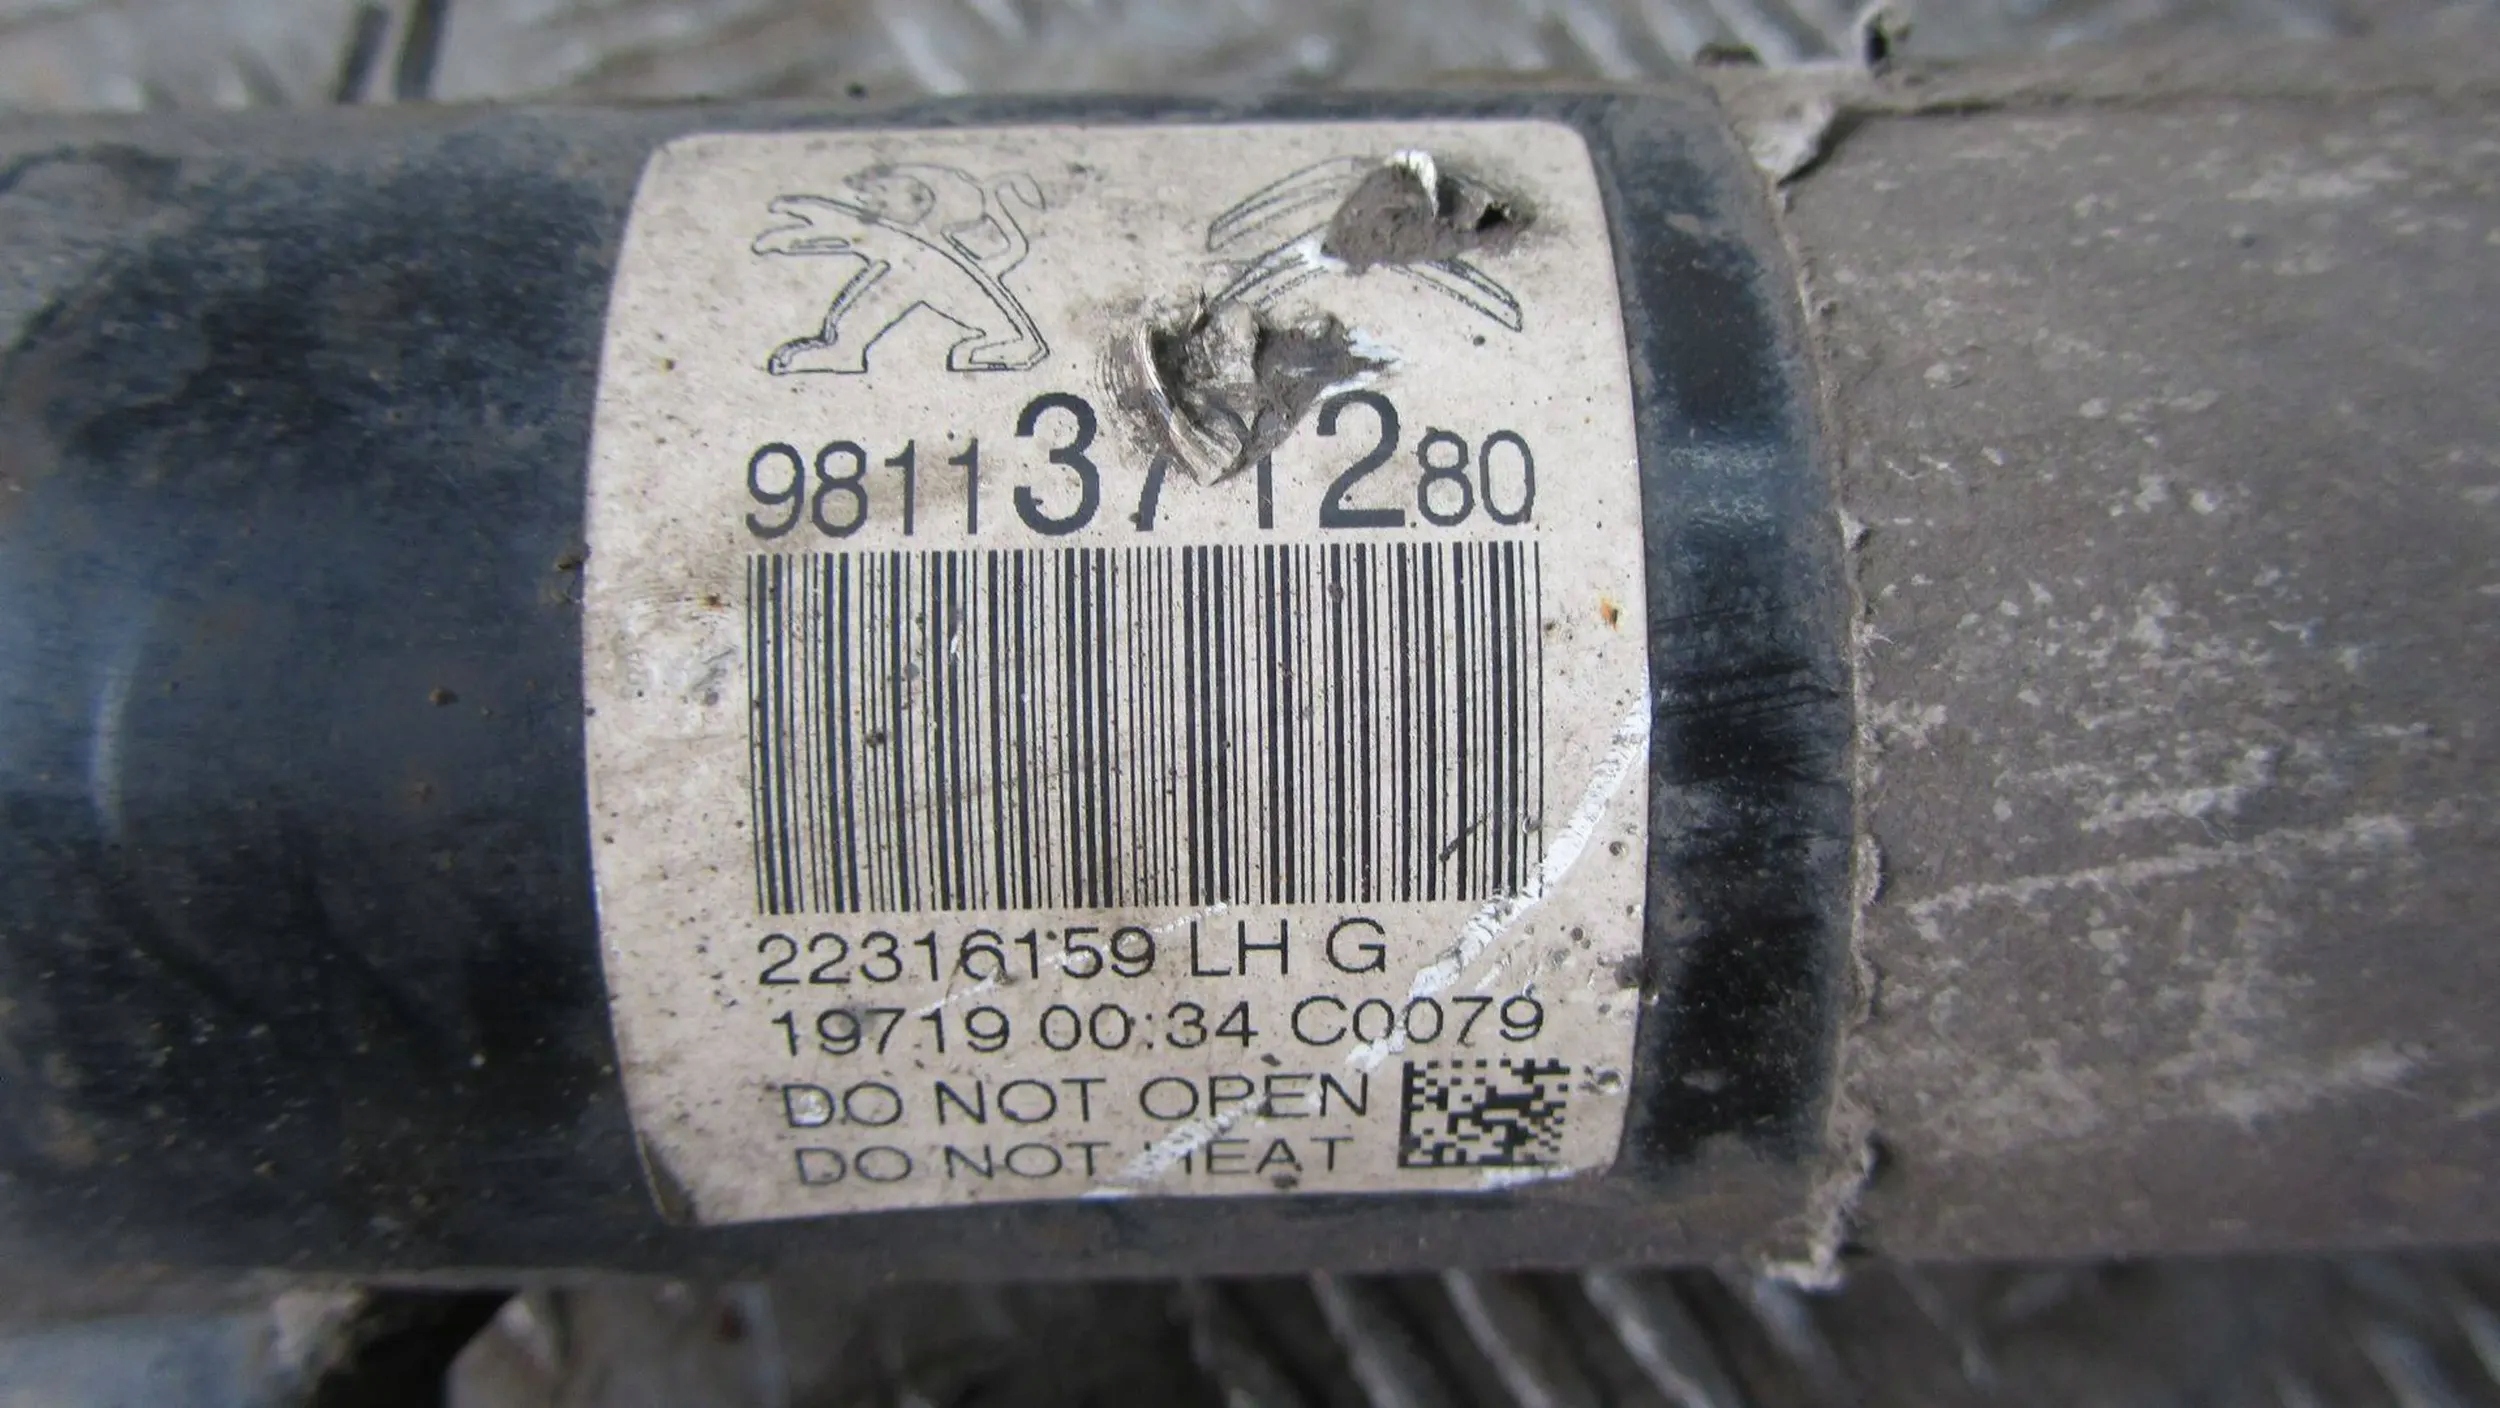 9811371280
22316159 LH G
19719 00:34 C0079
DO NOT OPEN
DO NOT HEAT